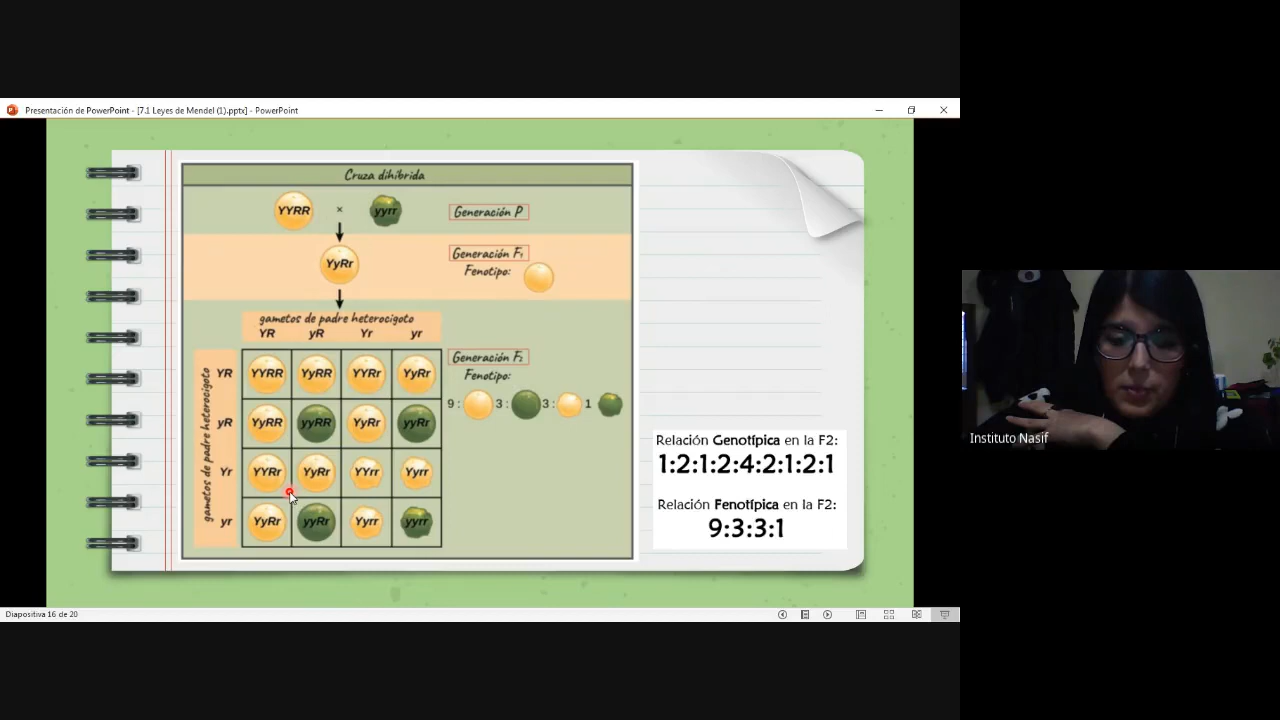 Presentación de PowerPoint - [7.1 Leyes de Mendel (1).pptx] - PowerPoint
Cruza dihíbrida
YYRR × yyrr
Generación P
YyRr
Generación F₁
Fenotipo:
gametos de padre heterocigoto
YR yR Yr yr
gametos de padre heterocigoto
YR YYRR YyRR YYRr YyRr
yR YyRR yyRR YyRr yyRr
Yr YYRr YyRr YYrr Yyrr
yr YyRr yyRr Yyrr yyrr
Generación F₂
Fenotipo:
9: 3: 3: 1
Relación Genotípica en la F2:
1:2:1:2:4:2:1:2:1
Relación Fenotípica en la F2:
9:3:3:1
Instituto Nasif
Diapositiva 16 de 20